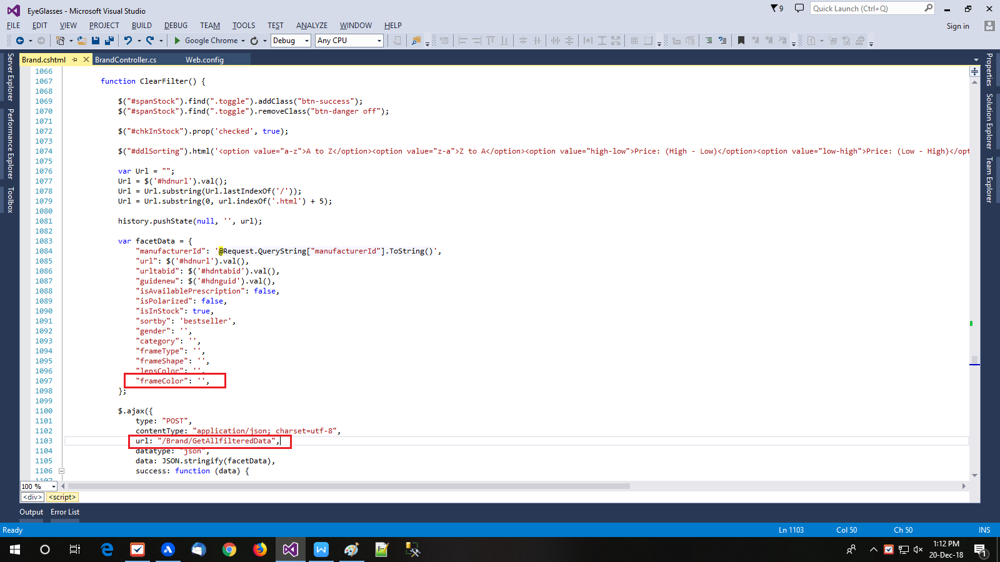 EyeGlasses - Microsoft Visual Studio
9
Quick Launch (Ctrl+Q)
FILE EDIT VIEW PROJECT BUILD DEBUG TEAM TOOLS TEST ANALYZE WINDOW HELP
Sign in
Google Chrome
Debug
Any CPU
Brand.cshtml
BrandController.cs
Web.config
Server Explorer
Performance Explorer
Toolbox
Properties
Solution Explorer
Team Explorer
1066
1067 function ClearFilter() {
1068
1069 $("#spanStock").find(".toggle").addClass("btn-success");
1070 $("#spanStock").find(".toggle").removeClass("btn-danger off");
1071
1072 $("#chkInStock").prop('checked', true);
1073
1074 $("#ddlSorting").html('<option value="a-z">A to Z</option><option value="z-a">Z to A</option><option value="high-low">Price: (High - Low)</option><option value="low-high">Price: (Low - High)</opt
1075
1076 var Url = "";
1077 Url = $('#hdnurl').val();
1078 Url = Url.substring(Url.lastIndexOf('/'));
1079 Url = Url.substring(0, url.indexOf('.html') + 5);
1080
1081 history.pushState(null, '', url);
1082
1083 var facetData = {
1084 "manufacturerId": '@Request.QueryString["manufacturerId"].ToString()',
1085 "url": $('#hdnurl').val(),
1086 "urltabid": $('#hdntabid').val(),
1087 "guidenew": $('#hdnguid').val(),
1088 "isAvailablePrescription": false,
1089 "isPolarized": false,
1090 "isInStock": true,
1091 "sortby": 'bestseller',
1092 "gender": '',
1093 "category": '',
1094 "frameType": '',
1095 "frameShape": '',
1096 "lensColor": '',
1097 "frameColor": '',
1098 };
1099
1100 $.ajax({
1101 type: "POST",
1102 contentType: "application/json; charset=utf-8",
1103 url: "/Brand/GetAllfilteredData",
1104 datatype: "json",
1105 data: JSON.stringify(facetData),
1106 success: function (data) {
1107
100 %
<div> <script>
Output Error List
Ready
Ln 1103
Col 50
Ch 50
INS
1:12 PM
20-Dec-18
1